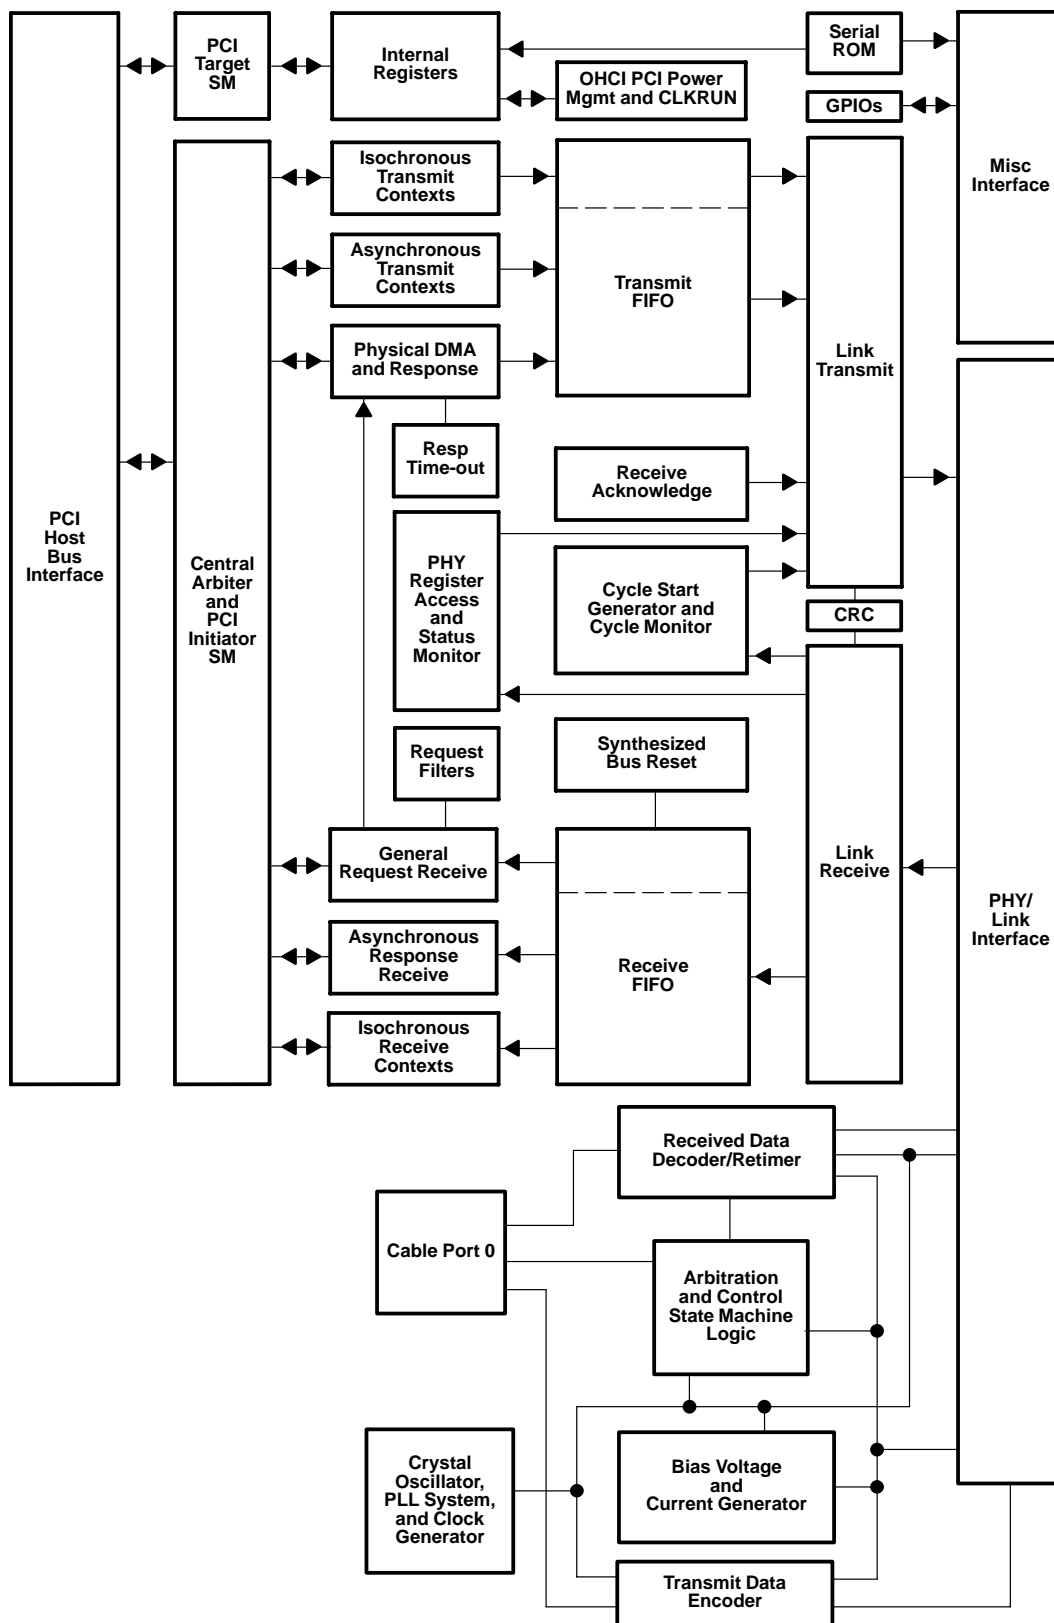 PCI
Target
SM
Internal
Registers
Serial
ROM
OHCI PCI Power
Mgmt and CLKRUN
GPIOs
Misc
Interface
Isochronous
Transmit
Contexts
Asynchronous
Transmit
Contexts
Transmit
FIFO
Physical DMA
and Response
Link
Transmit
Resp
Time-out
Receive
Acknowledge
PCI
Host
Bus
Interface
Central
Arbiter
and
PCI
Initiator
SM
PHY
Register
Access
and
Status
Monitor
Cycle Start
Generator and
Cycle Monitor
CRC
Request
Filters
Synthesized
Bus Reset
General
Request Receive
Link
Receive
PHY/
Link
Interface
Asynchronous
Response
Receive
Receive
FIFO
Isochronous
Receive
Contexts
Received Data
Decoder/Retimer
Cable Port 0
Arbitration
and Control
State Machine
Logic
Crystal
Oscillator,
PLL System,
and Clock
Generator
Bias Voltage
and
Current Generator
Transmit Data
Encoder